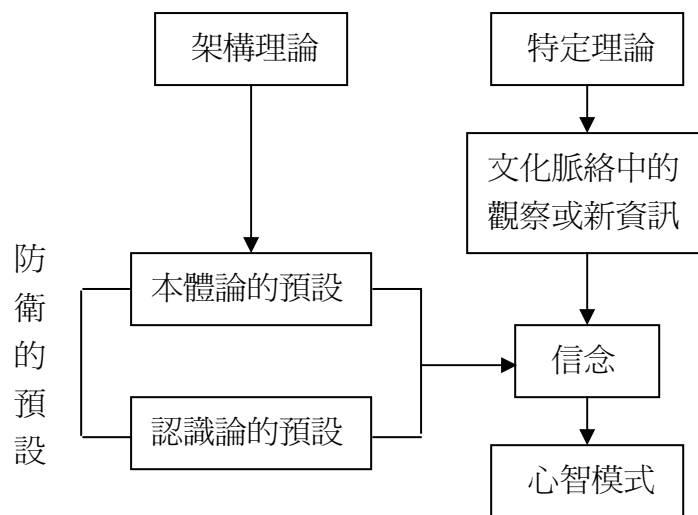 架構理論
特定理論
文化脈絡中的
觀察或新資訊
防衛的預設
本體論的預設
信念
認識論的預設
心智模式